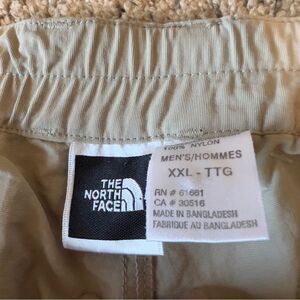 THE
NORTH
FACE
100% NYLON
MEN'S/HOMMES
XXL - TTG
RN # 61661
CA # 30516
MADE IN BANGLADESH
FABRIQUE AU BANGLADESH